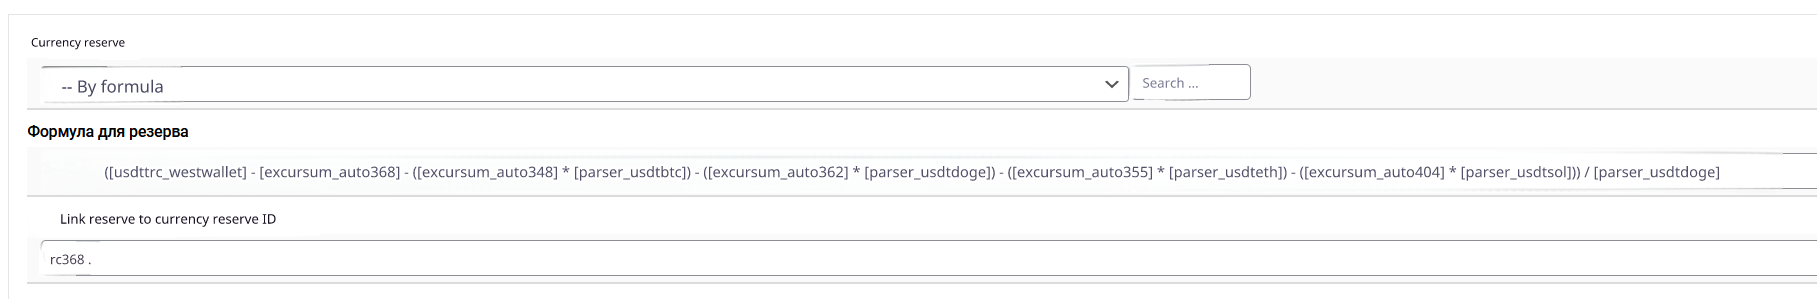 Currency reserve
-- By formula
Search ...
Формула для резерва
([usdttrc_westwallet] - [excursum_auto368] - ([excursum_auto348] * [parser_usdtbtc]) - ([excursum_auto362] * [parser_usdtdoge]) - ([excursum_auto355] * [parser_usdteth]) - ([excursum_auto404] * [parser_usdtsol])) / [parser_usdtdoge]
Link reserve to currency reserve ID
rc368 .